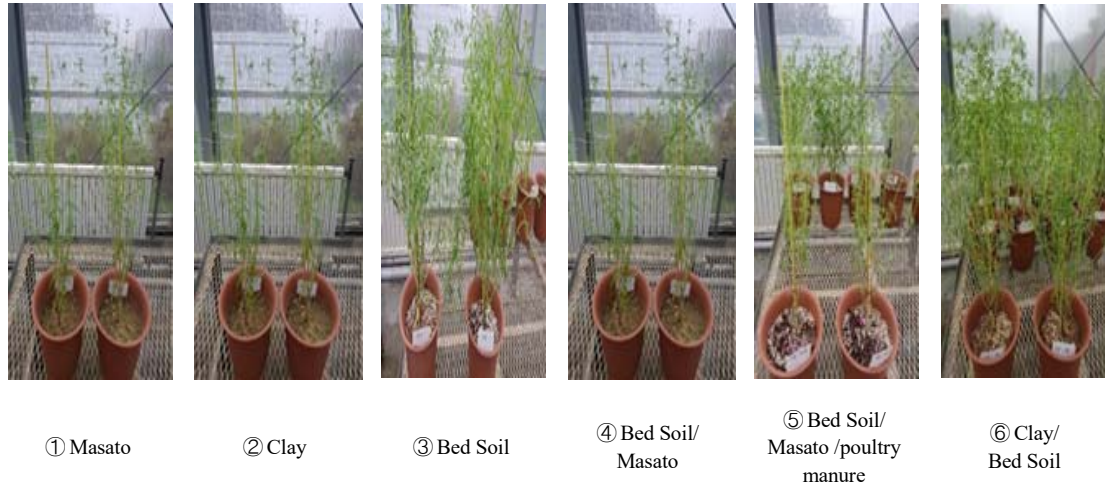 ① Masato
② Clay
③ Bed Soil
④ Bed Soil/
Masato
⑤ Bed Soil/
Masato /poultry
manure
⑥ Clay/
Bed Soil